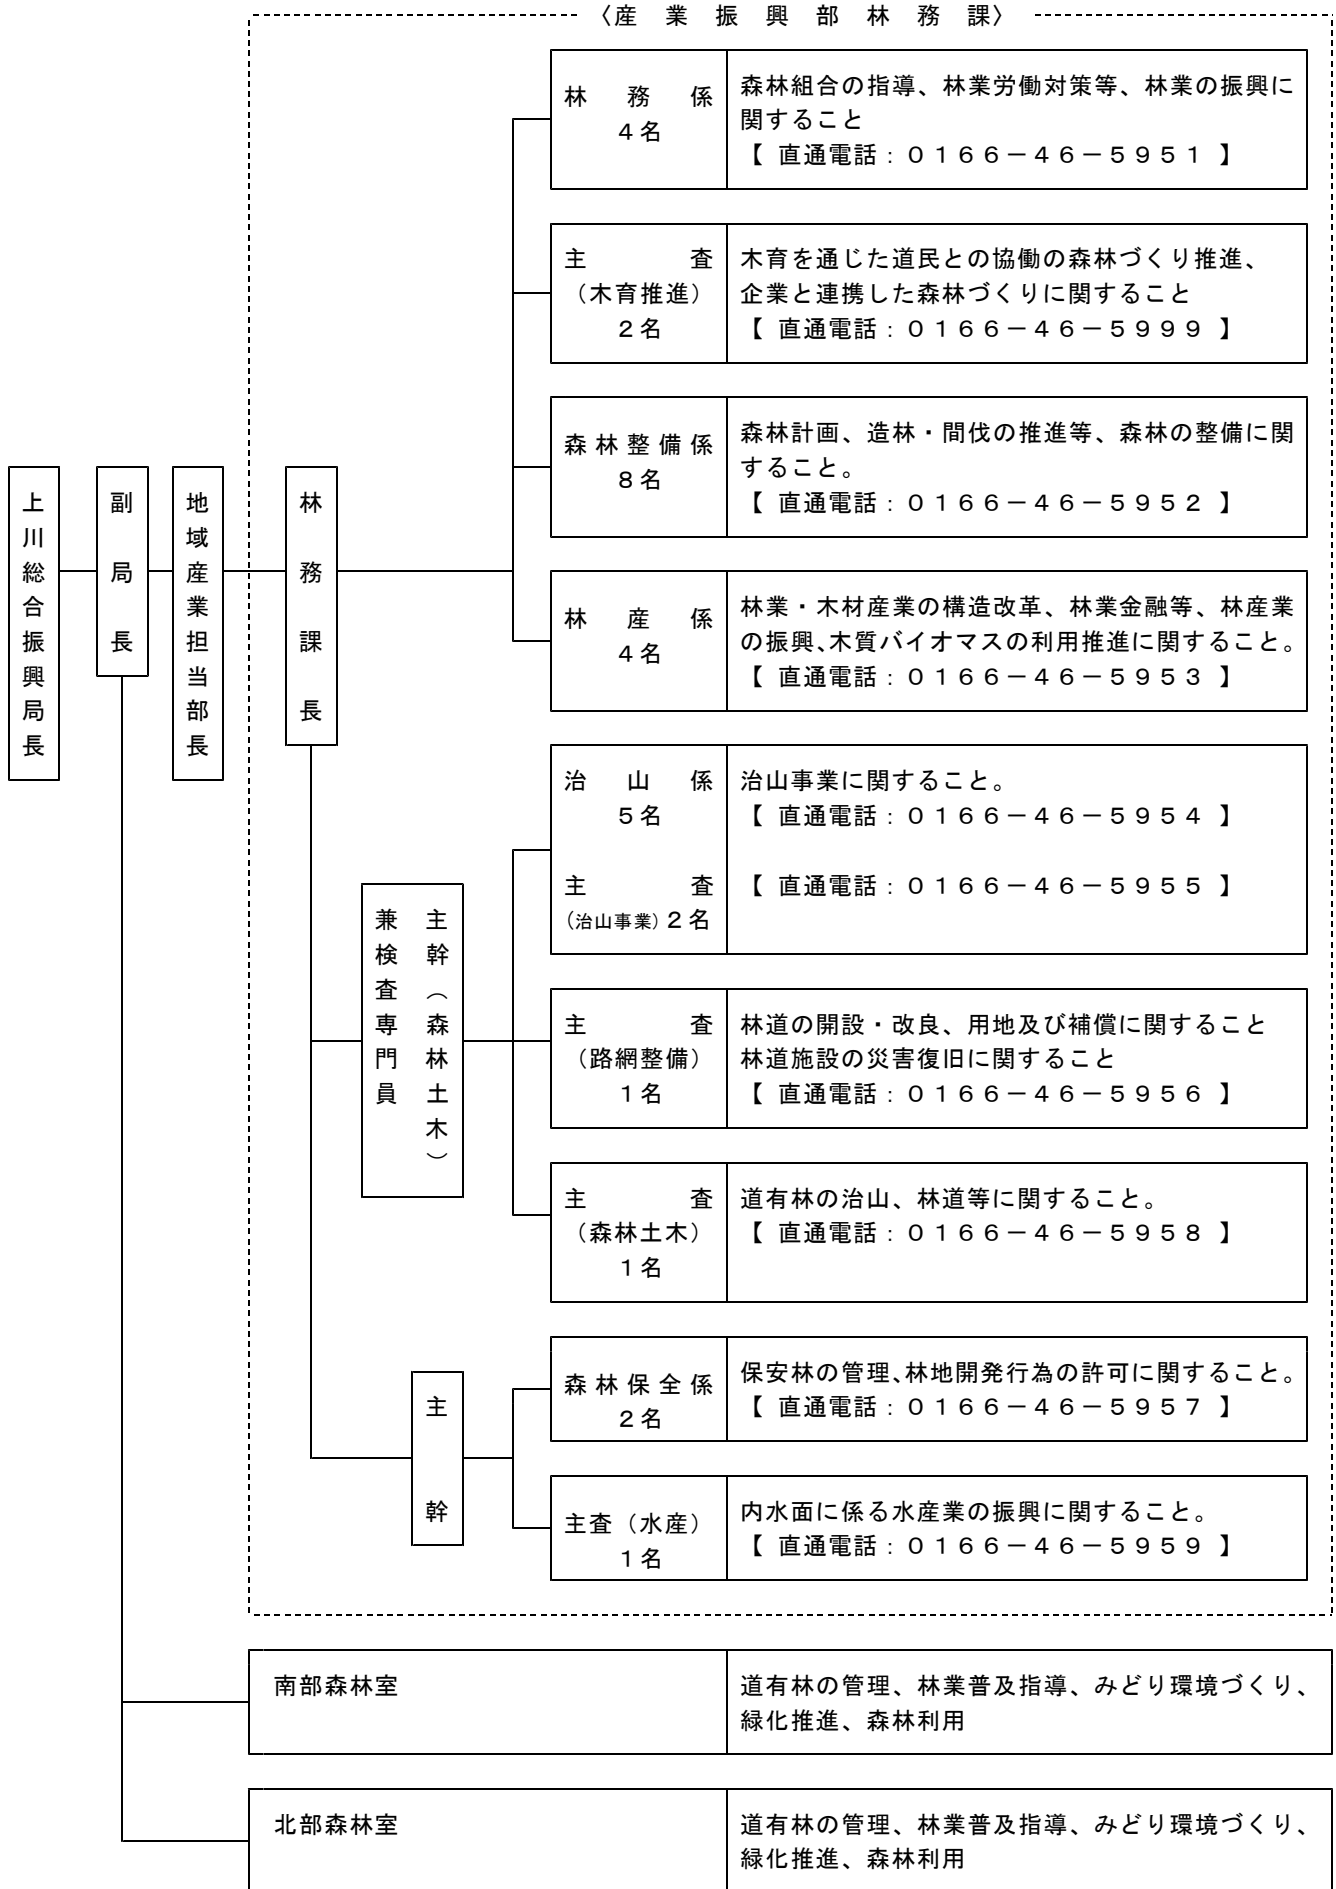 〈産業振興部林務課〉
上川総合振興局長
副局長
地域産業担当部長
林務課長
林務係
４名
森林組合の指導、林業労働対策等、林業の振興に
関すること
【 直通電話：０１６６－４６－５９５１ 】
主査
（木育推進）
２名
木育を通じた道民との協働の森林づくり推進、
企業と連携した森林づくりに関すること
【 直通電話：０１６６－４６－５９９９ 】
森林整備係
８名
森林計画、造林・間伐の推進等、森林の整備に関
すること。
【 直通電話：０１６６－４６－５９５２ 】
林産係
４名
林業・木材産業の構造改革、林業金融等、林産業
の振興、木質バイオマスの利用推進に関すること。
【 直通電話：０１６６－４６－５９５３ 】
主幹（森林土木）
兼検査専門員
治山係
５名
治山事業に関すること。
【 直通電話：０１６６－４６－５９５４ 】
主査
（治山事業）２名
【 直通電話：０１６６－４６－５９５５ 】
主査
（路網整備）
１名
林道の開設・改良、用地及び補償に関すること
林道施設の災害復旧に関すること
【 直通電話：０１６６－４６－５９５６ 】
主査
（森林土木）
１名
道有林の治山、林道等に関すること。
【 直通電話：０１６６－４６－５９５８ 】
主幹
森林保全係
２名
保安林の管理、林地開発行為の許可に関すること。
【 直通電話：０１６６－４６－５９５７ 】
主査（水産）
１名
内水面に係る水産業の振興に関すること。
【 直通電話：０１６６－４６－５９５９ 】
南部森林室
道有林の管理、林業普及指導、みどり環境づくり、
緑化推進、森林利用
北部森林室
道有林の管理、林業普及指導、みどり環境づくり、
緑化推進、森林利用